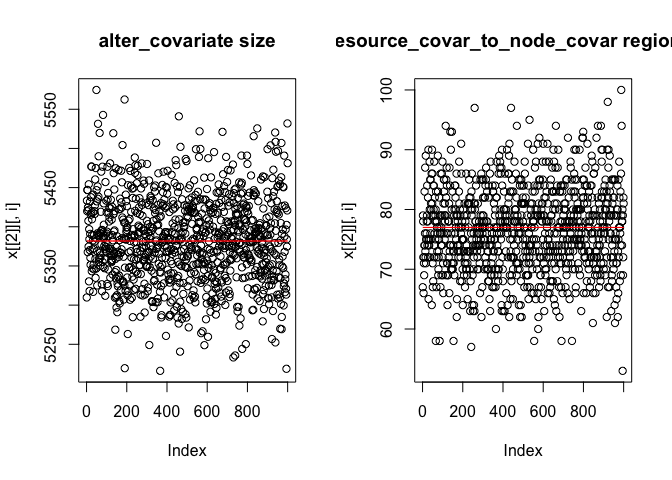 alter_covariate size
5550
5450
5350
5250
x[[2]][, i]
0 200 400 600 800
Index
esource_covar_to_node_covar region
100
90
80
70
60
x[[2]][, i]
0 200 400 600 800
Index